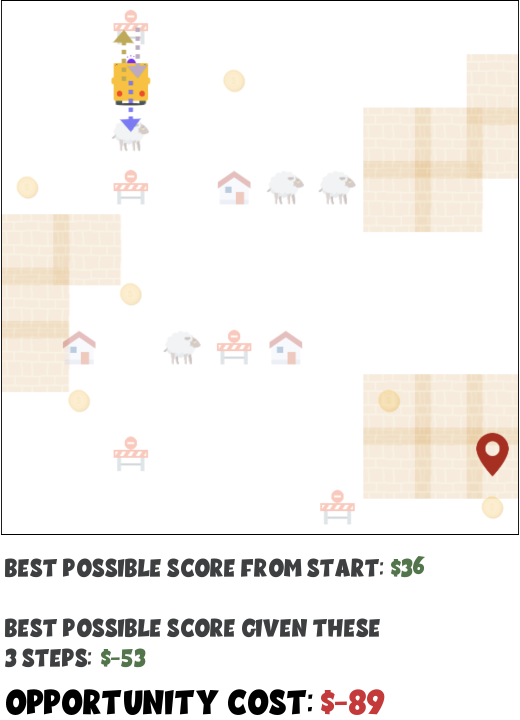 BEST POSSIBLE SCORE FROM START: $36
BEST POSSIBLE SCORE GIVEN THESE
3 STEPS: $-53
OPPORTUNITY COST: $-89